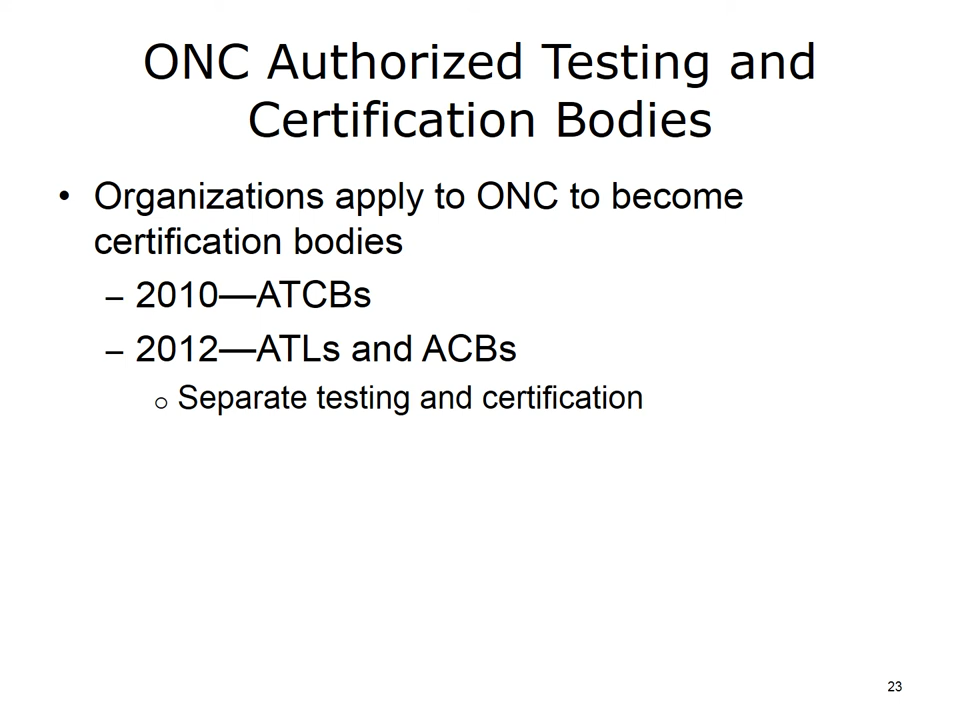 ONC Authorized Testing and
Certification Bodies
• Organizations apply to ONC to become
certification bodies
– 2010—ATCBs
– 2012—ATLs and ACBs
o Separate testing and certification
23